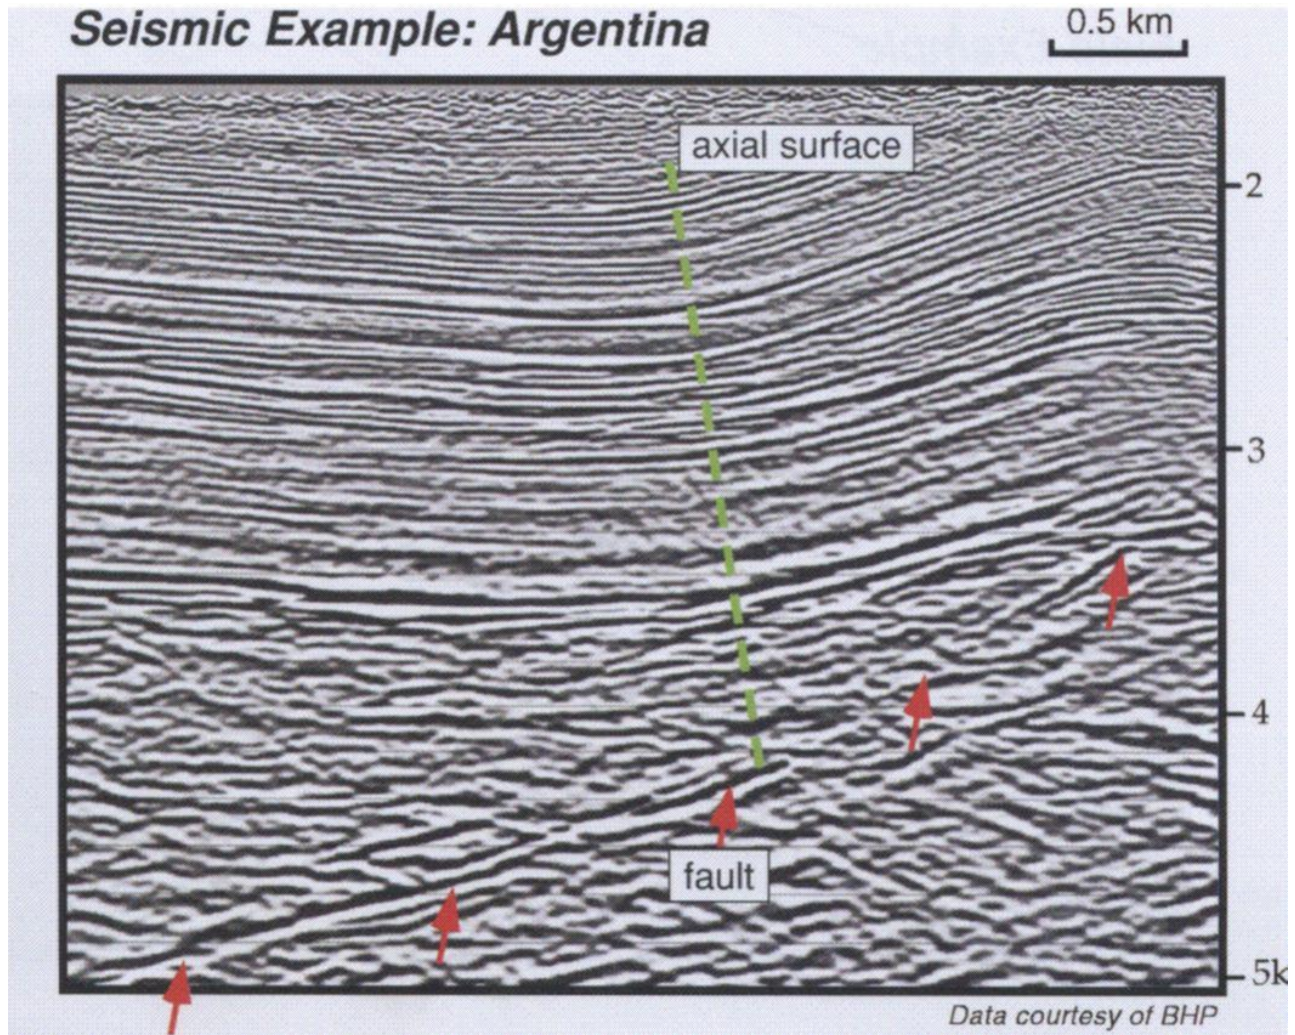 Seismic Example: Argentina
0.5 km
axial surface
2
3
4
fault
5k
Data courtesy of BHP